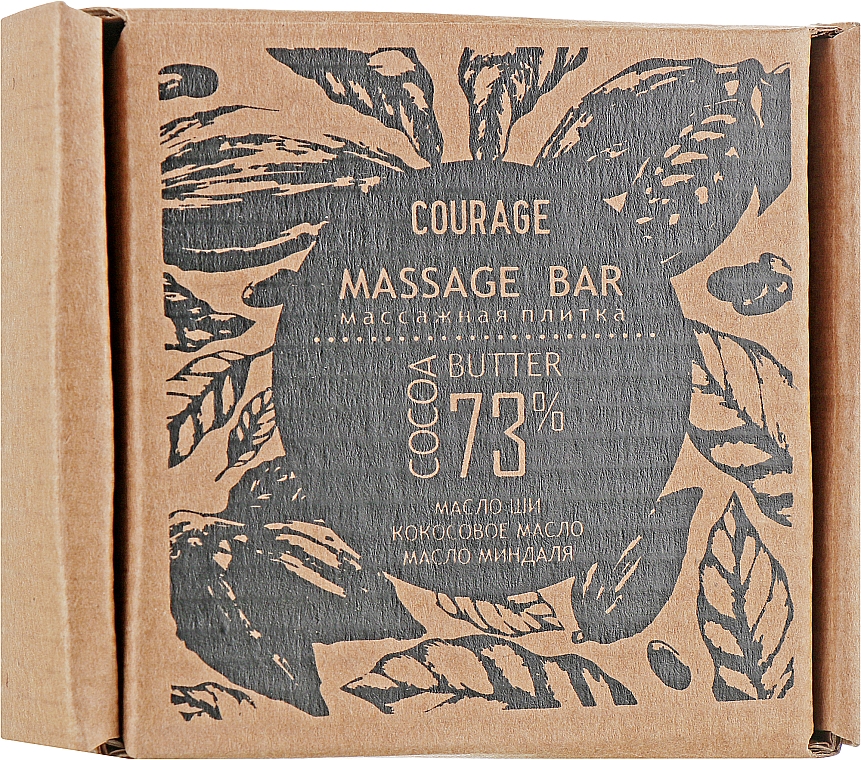 COURAGE
MASSAGE BAR
массажная плитка
COCOA BUTTER
73%
МАСЛО ШИ
КОКОСОВОЕ МАСЛО
МАСЛО МИНДАЛЯ